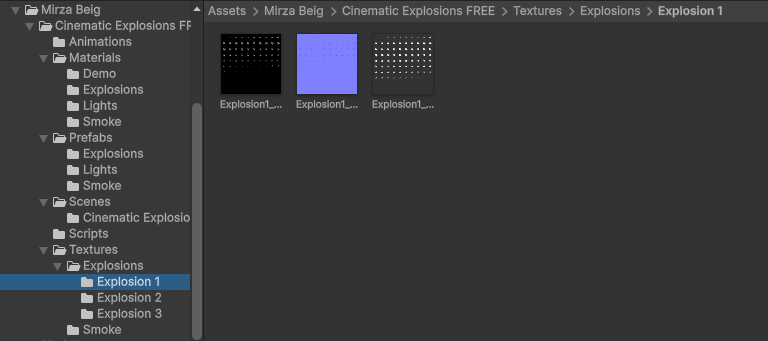 Mirza Beig
Cinematic Explosions FR
Animations
Materials
Demo
Explosions
Lights
Smoke
Prefabs
Explosions
Lights
Smoke
Scenes
Cinematic Explosio
Scripts
Textures
Explosions
Explosion 1
Explosion 2
Explosion 3
Smoke
Assets > Mirza Beig > Cinematic Explosions FREE > Textures > Explosions > Explosion 1
Explosion1_... Explosion1_... Explosion1_...